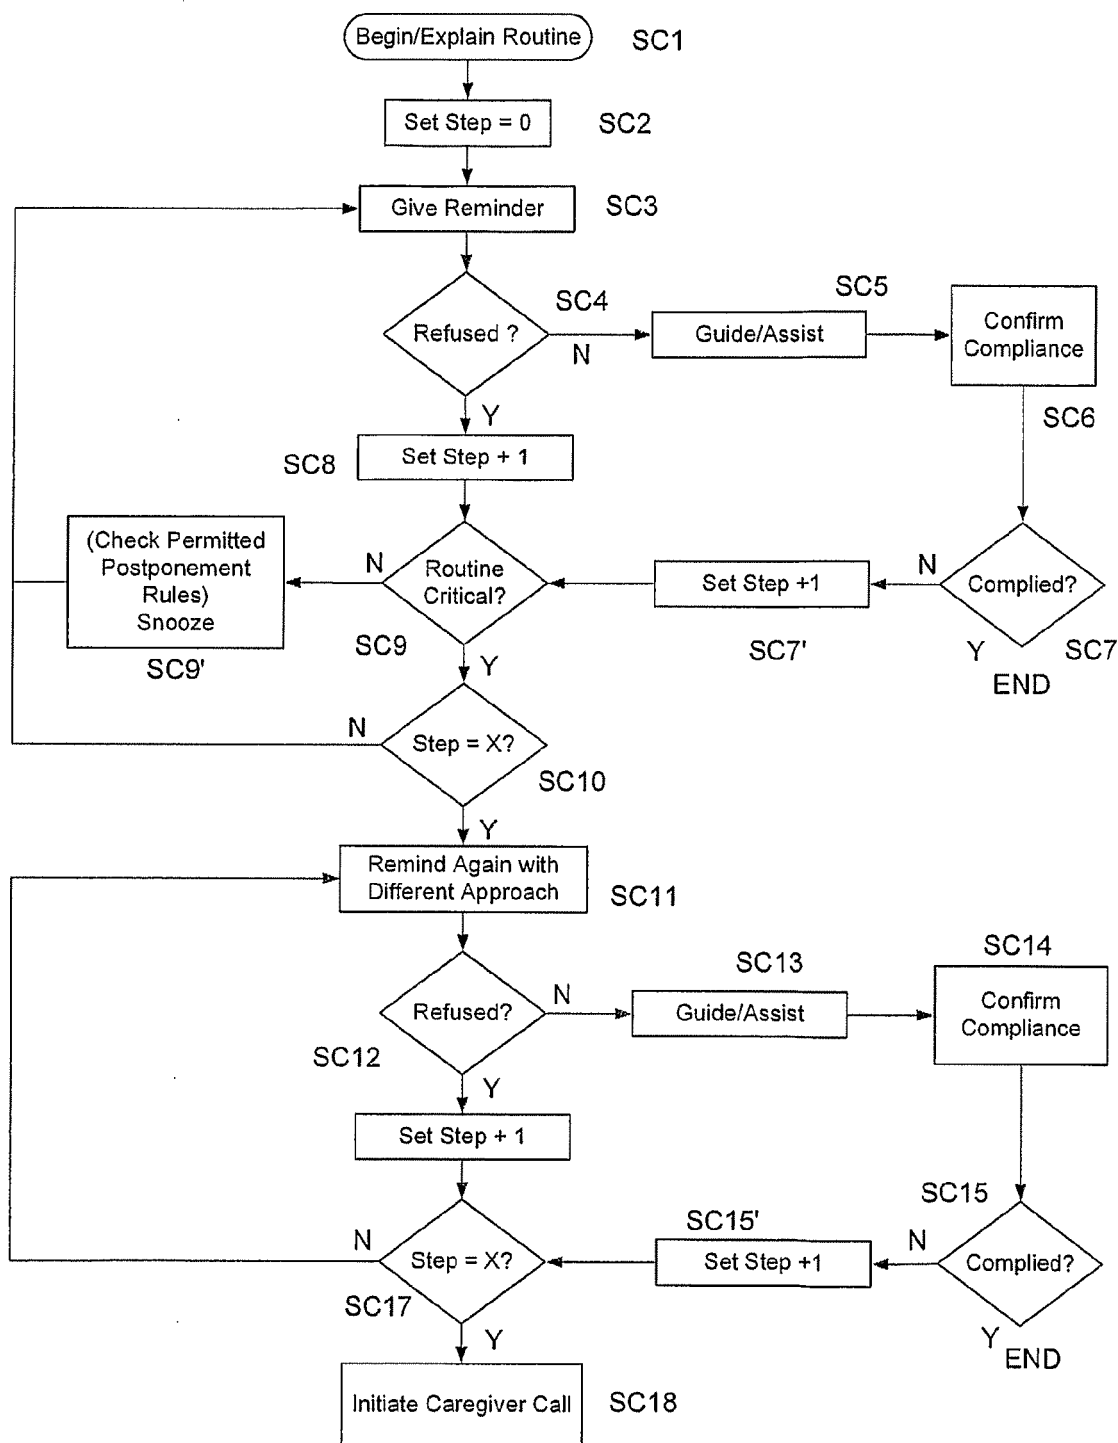 Begin/Explain Routine
SC1
Set Step = 0
SC2
Give Reminder
SC3
Refused ?
SC4
N
Y
Guide/Assist
SC5
Confirm
Compliance
SC6
Set Step + 1
SC8
(Check Permitted
Postponement
Rules)
Snooze
SC9'
N
Routine
Critical?
SC9
Y
Set Step +1
SC7'
N
Complied?
Y
SC7
END
N
Step = X?
SC10
Y
Remind Again with
Different Approach
SC11
Refused?
N
SC12
Y
Guide/Assist
SC13
SC14
Confirm
Compliance
Set Step + 1
N
Step = X?
SC17
Y
SC15'
Set Step +1
SC15
N
Complied?
Y
END
Initiate Caregiver Call
SC18